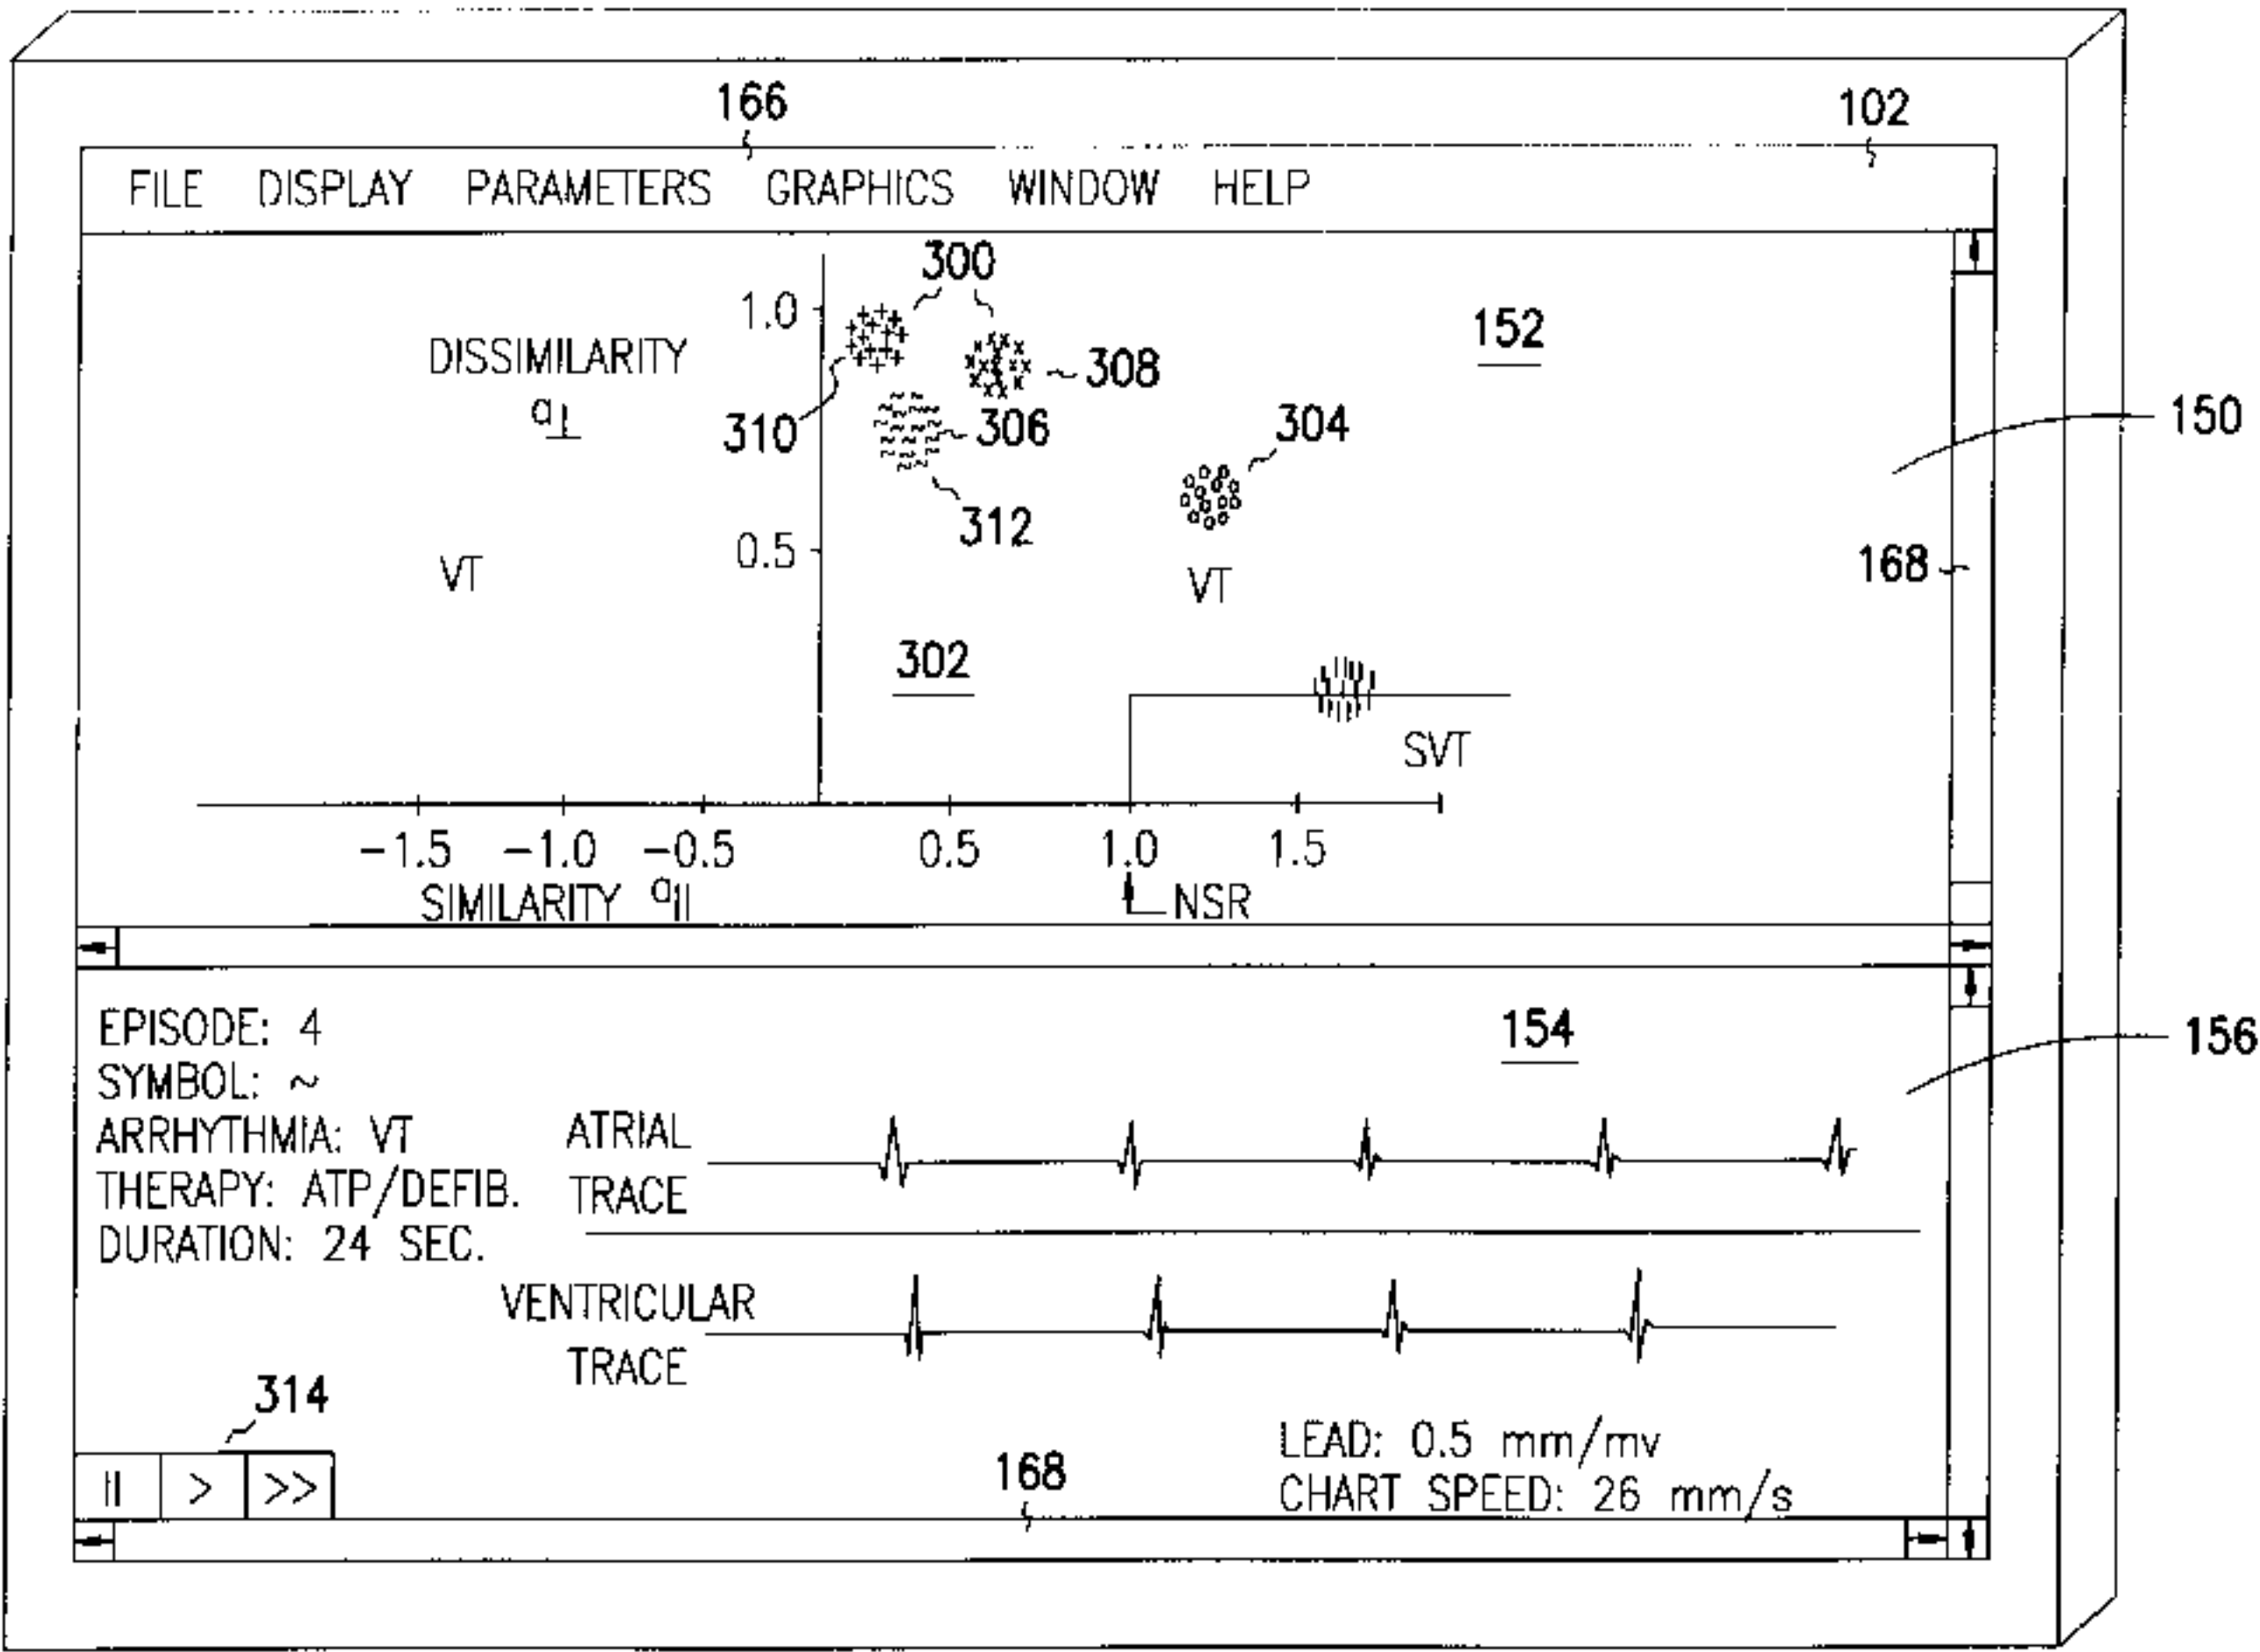 166
102
FILE DISPLAY PARAMETERS GRAPHICS WINDOW HELP
300
1.0
152
DISSIMILARITY
a⊥
308
310
306
304
150
312
0.5
VT
VT
168
302
SVT
-1.5 -1.0 -0.5 0.5 1.0 1.5
SIMILARITY a||
NSR
154
156
EPISODE: 4
SYMBOL: ~
ARRHYTHMIA: VT
THERAPY: ATP/DEFIB.
DURATION: 24 SEC.
ATRIAL
TRACE
VENTRICULAR
TRACE
314
|| > >>
168
LEAD: 0.5 mm/mv
CHART SPEED: 26 mm/s